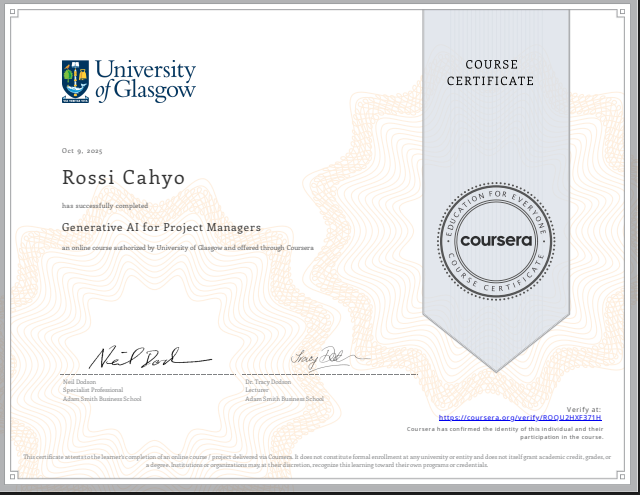 University
of Glasgow
COURSE
CERTIFICATE
Oct 9, 2025
Rossi Cahyo
has successfully completed
Generative AI for Project Managers
an online course authorized by University of Glasgow and offered through Coursera
EDUCATION FOR EVERYONE
coursera
COURSE CERTIFICATE
Neil Dodson
Specialist Professional
Adam Smith Business School
Dr. Tracy Dodson
Lecturer
Adam Smith Business School
Verify at:
https://coursera.org/verify/ROQU2HXF371H
Coursera has confirmed the identity of this individual and their
participation in the course.
This certificate attests to the learner's completion of an online course / project delivered via Coursera. It does not constitute formal enrollment at any university or entity and does not itself grant academic credit, grades, or
a degree. Institutions or organizations may, at their discretion, recognize this learning toward their own programs or credentials.